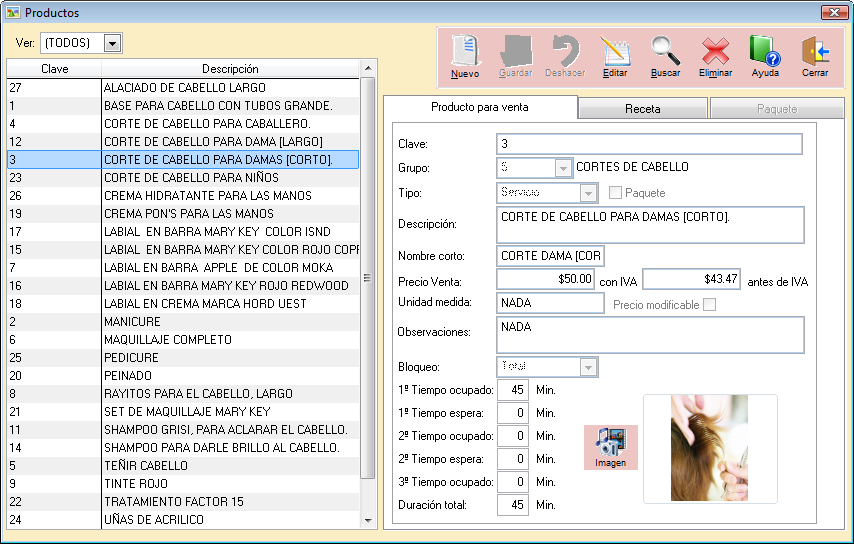 Productos
Ver: (TODOS)
Nuevo Guardar Deshacer Editar Buscar Eliminar Ayuda Cerrar
Clave Descripción
27 ALACIADO DE CABELLO LARGO
1 BASE PARA CABELLO CON TUBOS GRANDE.
4 CORTE DE CABELLO PARA CABALLERO.
12 CORTE DE CABELLO PARA DAMA [LARGO]
3 CORTE DE CABELLO PARA DAMAS [CORTO].
23 CORTE DE CABELLO PARA NIÑOS
26 CREMA HIDRATANTE PARA LAS MANOS
19 CREMA PON'S PARA LAS MANOS
17 LABIAL EN BARRA MARY KEY COLOR ISND
15 LABIAL EN BARRA MARY KEY COLOR ROJO COPR
7 LABIAL EN BARRA APPLE DE COLOR MOKA
16 LABIAL EN BARRA MARY KEY ROJO REDWOOD
18 LABIAL EN CREMA MARCA HORD UEST
2 MANICURE
6 MAQUILLAJE COMPLETO
25 PEDICURE
20 PEINADO
8 RAYITOS PARA EL CABELLO, LARGO
21 SET DE MAQUILLAJE MARY KEY
11 SHAMPOO GRISI, PARA ACLARAR EL CABELLO.
14 SHAMPOO PARA DARLE BRILLO AL CABELLO.
5 TEÑIR CABELLO
9 TINTE ROJO
22 TRATAMIENTO FACTOR 15
24 UÑAS DE ACRILICO
Producto para venta Receta Paquete
Clave: 3
Grupo: 5 CORTES DE CABELLO
Tipo: Servicio Paquete
Descripción: CORTE DE CABELLO PARA DAMAS [CORTO].
Nombre corto: CORTE DAMA [COR
Precio Venta: $50.00 con IVA $43.47 antes de IVA
Unidad medida: NADA Precio modificable
Observaciones: NADA
Bloqueo: Total
1º Tiempo ocupado: 45 Min.
1º Tiempo espera: 0 Min.
2º Tiempo ocupado: 0 Min.
2º Tiempo espera: 0 Min.
3º Tiempo ocupado: 0 Min.
Duración total: 45 Min.
Imagen